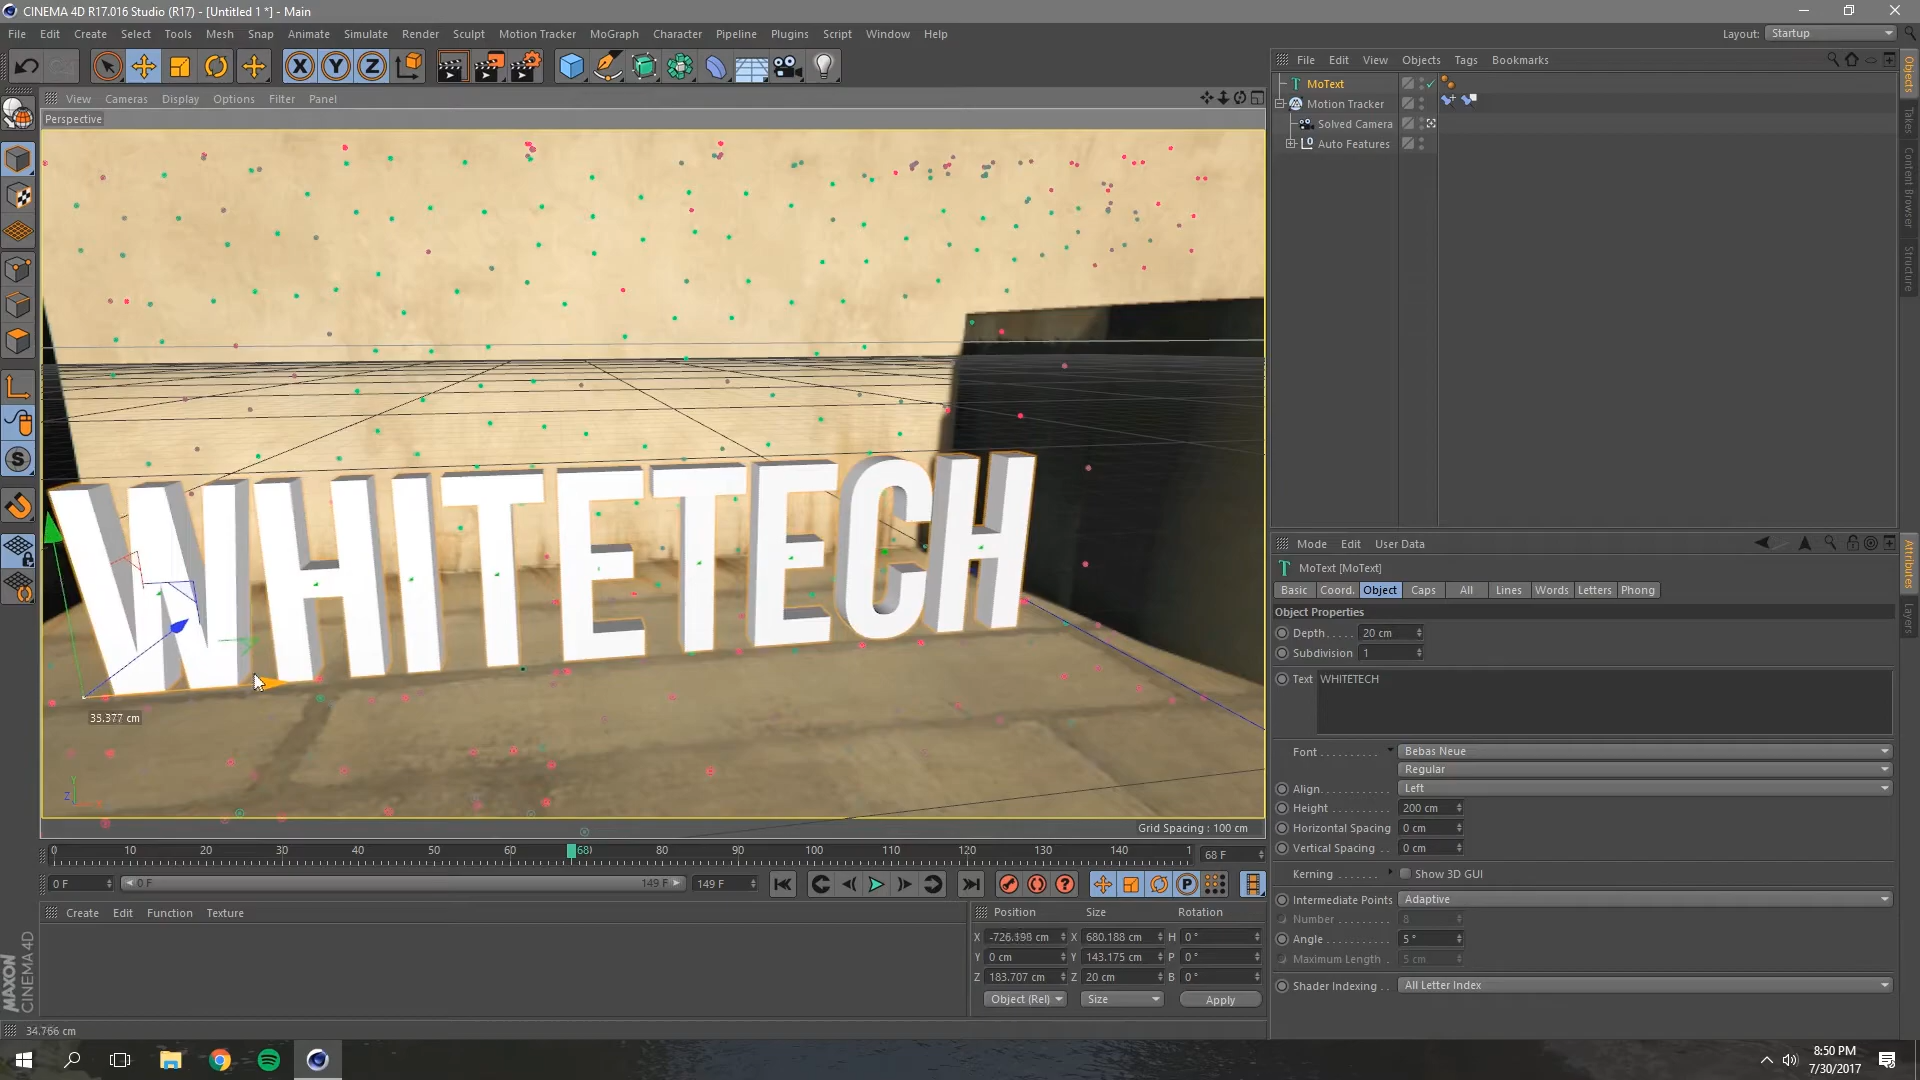 CINEMA 4D R17.016 Studio (R17) - [Untitled 1 *] - Main
File Edit Create Select Tools Mesh Snap Animate Simulate Render Sculpt Motion Tracker MoGraph Character Pipeline Plugins Script Window Help
Layout: Startup
X Y Z
File Edit View Objects Tags Bookmarks
View Cameras Display Options Filter Panel
Perspective
MoText
Motion Tracker
Solved Camera
Auto Features
Objects
Takes
Content Browser
Structure
WHITETECH
35.377 cm
Grid Spacing : 100 cm
Mode Edit User Data
MoText [MoText]
Basic Coord. Object Caps All Lines Words Letters Phong
Object Properties
Depth 20 cm
Subdivision 1
Text WHITETECH
Font Bebas Neue
Regular
Align Left
Height 200 cm
Horizontal Spacing 0 cm
Vertical Spacing 0 cm
Kerning Show 3D GUI
Intermediate Points Adaptive
Number 8
Angle 5 °
Maximum Length 5 cm
Shader Indexing All Letter Index
Attributes
Layers
0 10 20 30 40 50 60 68 80 90 100 110 120 130 140 1
68 F
0 F 0 F 149 F 149 F
Create Edit Function Texture
Position Size Rotation
X -726.398 cm X 680.188 cm H 0 °
Y 0 cm Y 143.175 cm P 0 °
Z 183.707 cm Z 20 cm B 0 °
Object (Rel) Size Apply
MAXON
CINEMA 4D
34.766 cm
8:50 PM
7/30/2017